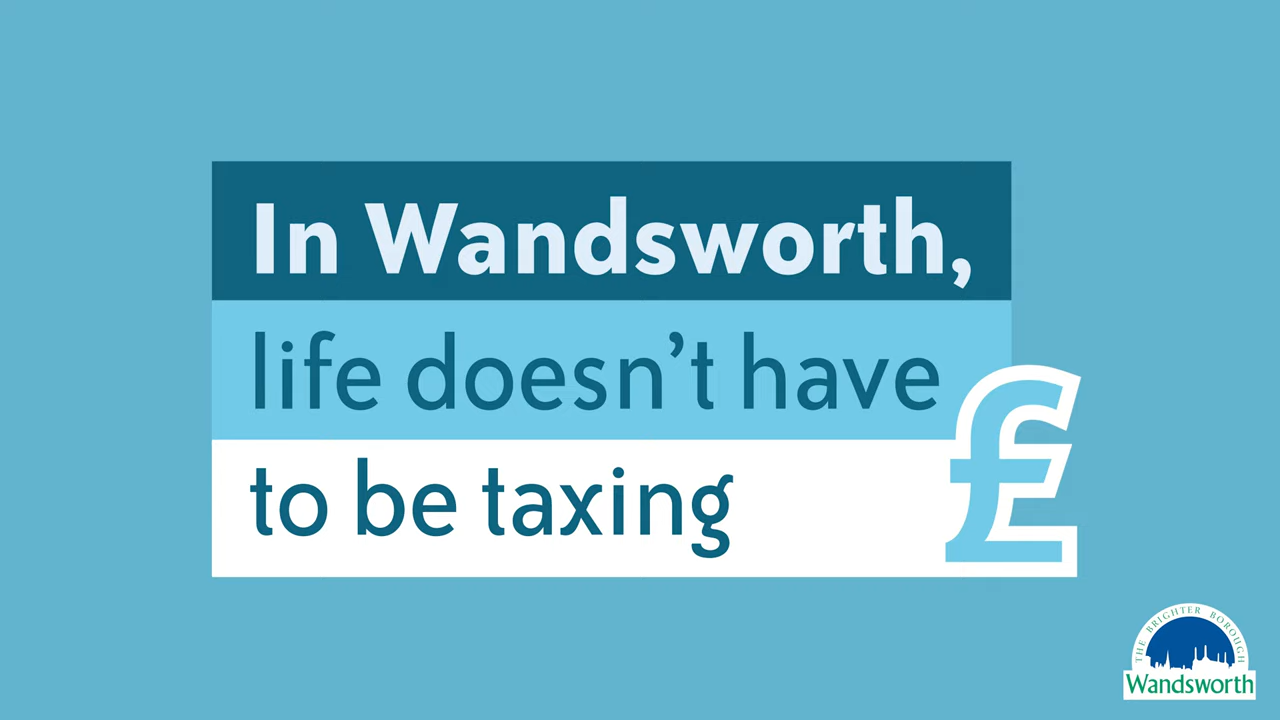 In Wandsworth,
life doesn’t have
to be taxing
£
THE BRIGHTER BOROUGH
Wandsworth